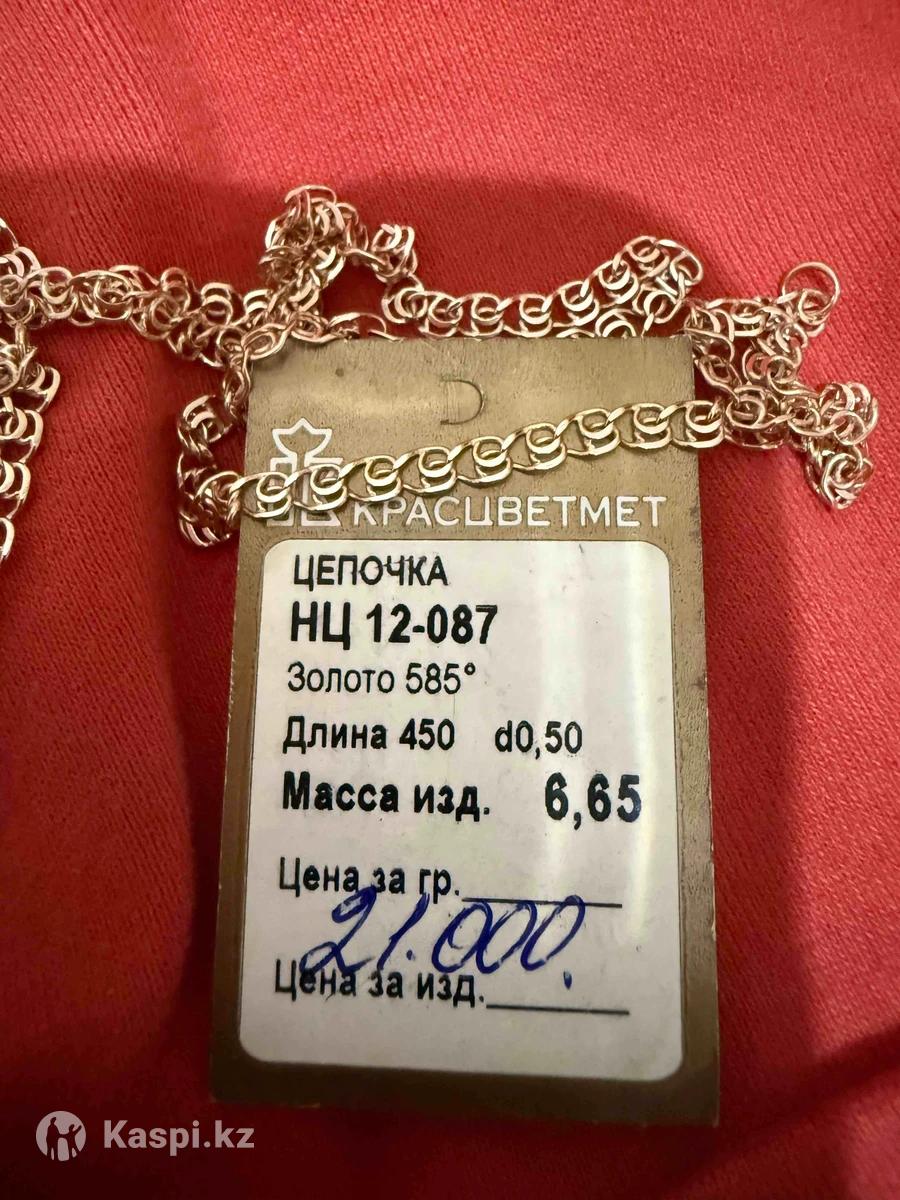 КРАСЦВЕТМЕТ
ЦЕПОЧКА
НЦ 12-087
Золото 585°
Длина 450 d0,50
Масса изд. 6,65
Цена за гр.
21.000
Цена за изд.
Kaspi.kz